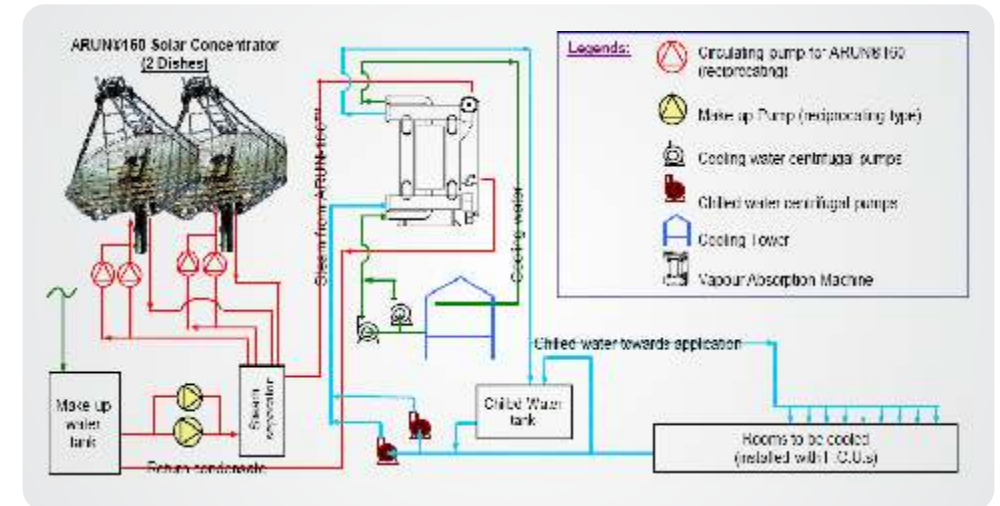 ARUN®160 Solar Concentrator
(2 Dishes)
Legends:
Circulating pump for ARUN®160
(reciprocating)
Make up Pump (reciprocating type)
Cooling water centrifugal pumps
Chilled water centrifugal pumps
Cooling Tower
Vapour Absorption Machine
Steam from ARUN
Cooling water
Chilled water towards application
Make up
water
tank
Steam
separator
Return condensate
Chilled Water
tank
Rooms to be cooled
(installed with F.C.U.s)